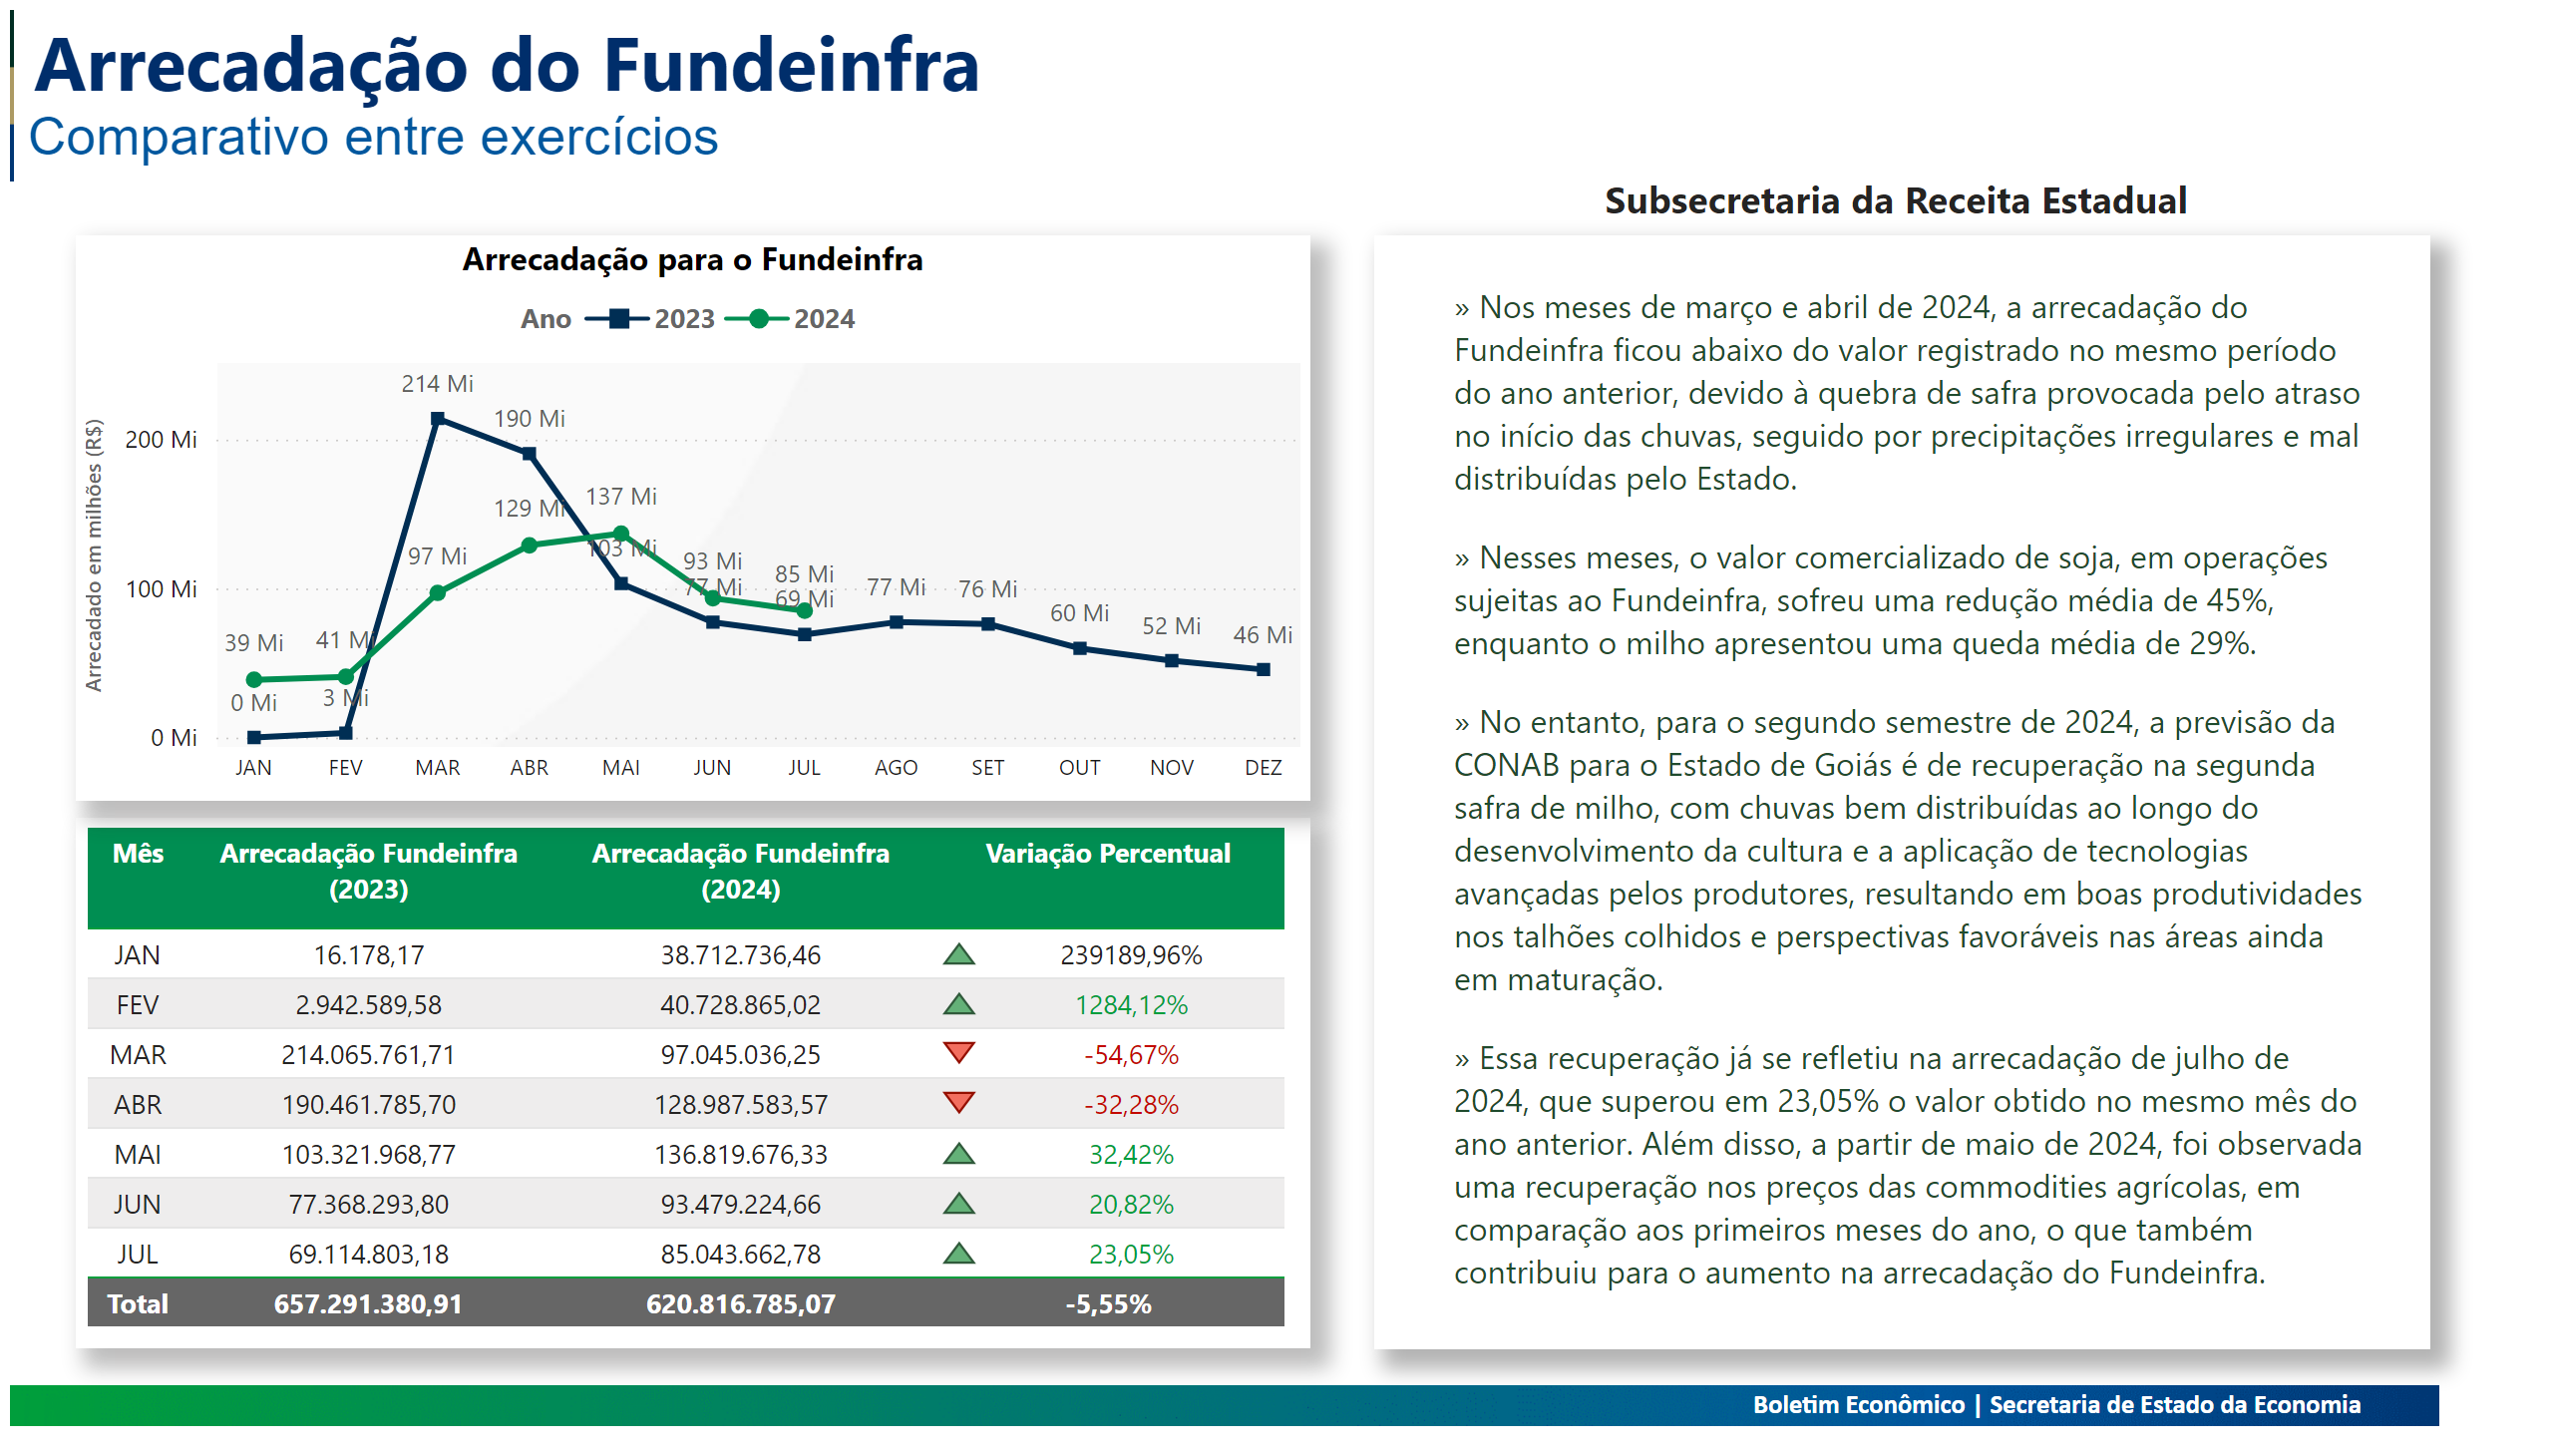 Arrecadação do Fundeinfra
Comparativo entre exercícios
Arrecadação para o Fundeinfra
Ano 2023 2024
Arrecadado em milhões (R$)
200 Mi
100 Mi
0 Mi
214 Mi
190 Mi
129 Mi
137 Mi
97 Mi
103 Mi
93 Mi
77 Mi
85 Mi
69 Mi
77 Mi
76 Mi
60 Mi
52 Mi
46 Mi
39 Mi
41 Mi
0 Mi
3 Mi
JAN FEV MAR ABR MAI JUN JUL AGO SET OUT NOV DEZ
Mês Arrecadação Fundeinfra (2023) Arrecadação Fundeinfra (2024) Variação Percentual
JAN 16.178,17 38.712.736,46 239189,96%
FEV 2.942.589,58 40.728.865,02 1284,12%
MAR 214.065.761,71 97.045.036,25 -54,67%
ABR 190.461.785,70 128.987.583,57 -32,28%
MAI 103.321.968,77 136.819.676,33 32,42%
JUN 77.368.293,80 93.479.224,66 20,82%
JUL 69.114.803,18 85.043.662,78 23,05%
Total 657.291.380,91 620.816.785,07 -5,55%
Subsecretaria da Receita Estadual
» Nos meses de março e abril de 2024, a arrecadação do
Fundeinfra ficou abaixo do valor registrado no mesmo período
do ano anterior, devido à quebra de safra provocada pelo atraso
no início das chuvas, seguido por precipitações irregulares e mal
distribuídas pelo Estado.
» Nesses meses, o valor comercializado de soja, em operações
sujeitas ao Fundeinfra, sofreu uma redução média de 45%,
enquanto o milho apresentou uma queda média de 29%.
» No entanto, para o segundo semestre de 2024, a previsão da
CONAB para o Estado de Goiás é de recuperação na segunda
safra de milho, com chuvas bem distribuídas ao longo do
desenvolvimento da cultura e a aplicação de tecnologias
avançadas pelos produtores, resultando em boas produtividades
nos talhões colhidos e perspectivas favoráveis nas áreas ainda
em maturação.
» Essa recuperação já se refletiu na arrecadação de julho de
2024, que superou em 23,05% o valor obtido no mesmo mês do
ano anterior. Além disso, a partir de maio de 2024, foi observada
uma recuperação nos preços das commodities agrícolas, em
comparação aos primeiros meses do ano, o que também
contribuiu para o aumento na arrecadação do Fundeinfra.
Boletim Econômico | Secretaria de Estado da Economia